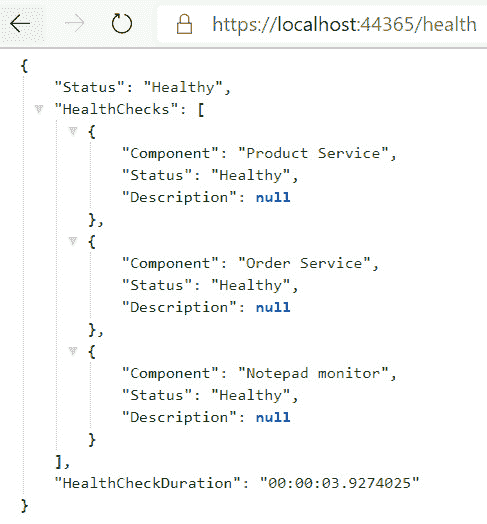 https://localhost:44365/health
{
"Status": "Healthy",
"HealthChecks": [
{
"Component": "Product Service",
"Status": "Healthy",
"Description": null
},
{
"Component": "Order Service",
"Status": "Healthy",
"Description": null
},
{
"Component": "Notepad monitor",
"Status": "Healthy",
"Description": null
}
],
"HealthCheckDuration": "00:00:03.9274025"
}